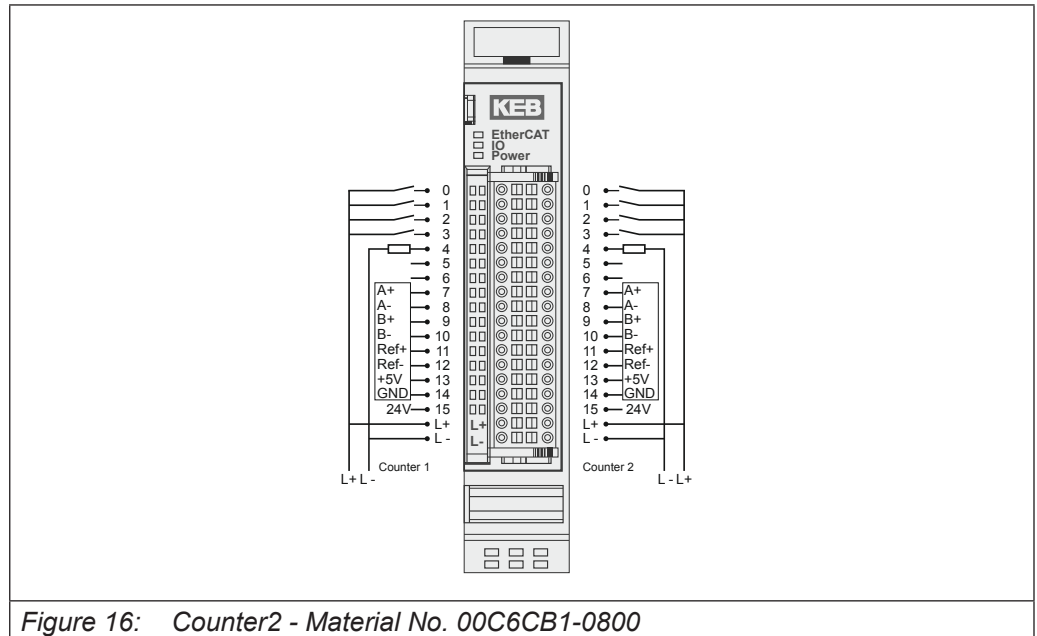 KEB
EtherCAT
IO
Power
0
1
2
3
4
5
6
A+ 7
A- 8
B+ 9
B- 10
Ref+ 11
Ref- 12
+5V 13
GND 14
24V 15
L+
L -
Counter 1
L+ L -
L+
L-
0
1
2
3
4
5
6
7 A+
8 A-
9 B+
10 B-
11 Ref+
12 Ref-
13 +5V
14 GND
15 24V
L+
L -
Counter 2
L - L+
Figure 16: Counter2 - Material No. 00C6CB1-0800